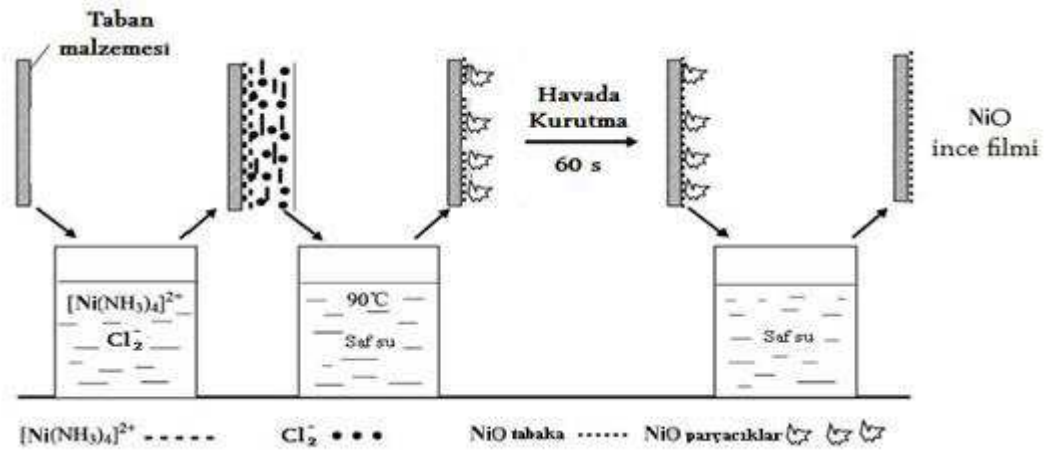 Taban
malzemesi
Havada
Kurutma
60 s
NiO
ince filmi
[Ni(NH₃)₄]²⁺
Cl₂⁻
90℃
Saf su
Saf su
[Ni(NH₃)₄]²⁺ Cl₂⁻ NiO tabaka NiO parçacıklar